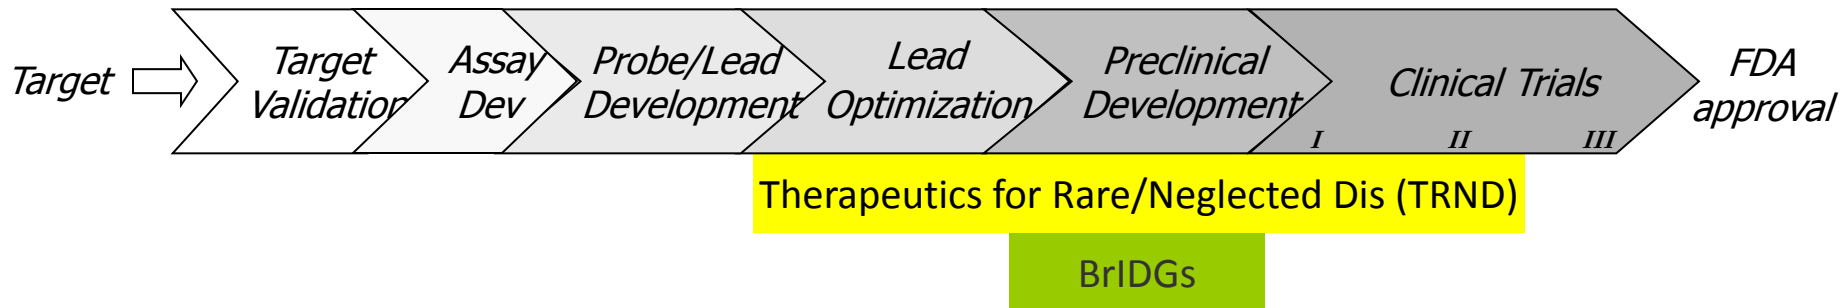 Target
Target
Validation
Assay
Dev
Probe/Lead
Development
Lead
Optimization
Preclinical
Development
Clinical Trials
I II III
FDA
approval
Therapeutics for Rare/Neglected Dis (TRND)
BrIDGs